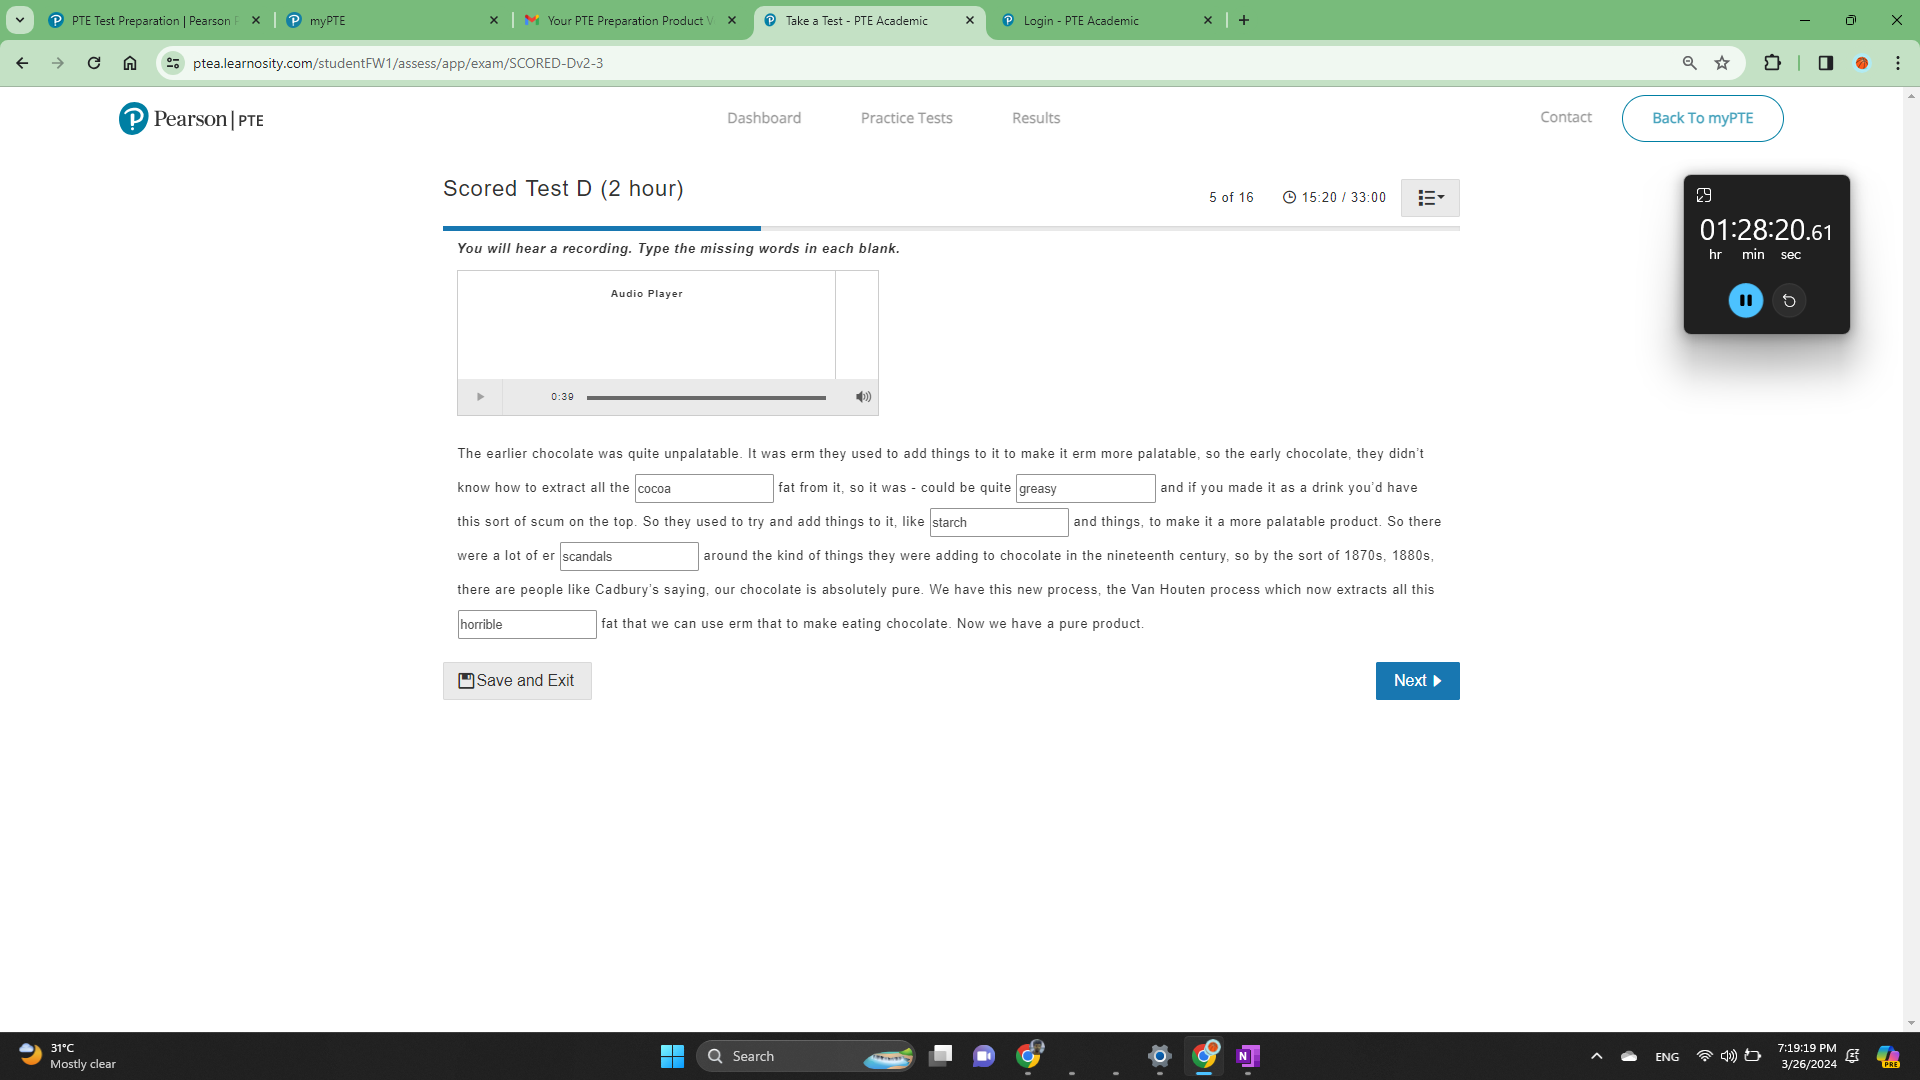 PTE Test Preparation | Pearson P
myPTE
Your PTE Preparation Product V
Take a Test - PTE Academic
Login - PTE Academic
ptea.learnosity.com/studentFW1/assess/app/exam/SCORED-Dv2-3
Pearson | PTE
Dashboard
Practice Tests
Results
Contact
Back To myPTE
Scored Test D (2 hour)
5 of 16
15:20 / 33:00
01:28:20.61
hr min sec
You will hear a recording. Type the missing words in each blank.
Audio Player
0:39
The earlier chocolate was quite unpalatable. It was erm they used to add things to it to make it erm more palatable, so the early chocolate, they didn't
know how to extract all the cocoa fat from it, so it was - could be quite greasy and if you made it as a drink you'd have
this sort of scum on the top. So they used to try and add things to it, like starch and things, to make it a more palatable product. So there
were a lot of er scandals around the kind of things they were adding to chocolate in the nineteenth century, so by the sort of 1870s, 1880s,
there are people like Cadbury's saying, our chocolate is absolutely pure. We have this new process, the Van Houten process which now extracts all this
horrible fat that we can use erm that to make eating chocolate. Now we have a pure product.
Save and Exit
Next
31°C
Mostly clear
Search
ENG
7:19:19 PM
3/26/2024
PRE